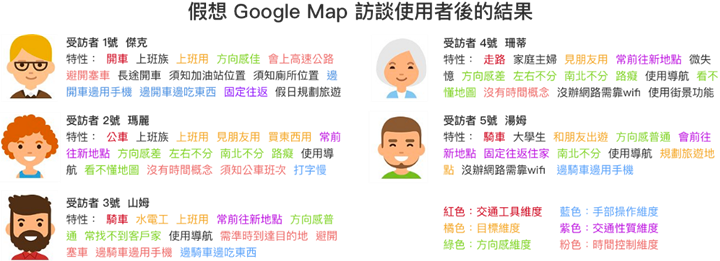 假想 Google Map 訪談使用者後的結果
受訪者 1號 傑克
特性： 開車 上班族 上班用 方向感佳 會上高速公路
避開塞車 長途開車 須知加油站位置 須知廁所位置 邊
開車邊用手機 邊開車邊吃東西 固定往返 假日規劃旅遊
受訪者 2號 瑪麗
特性： 公車 上班族 上班用 見朋友用 買東西用 常前
往新地點 方向感差 左右不分 南北不分 路癡 使用導
航 看不懂地圖 沒有時間概念 須知公車班次 打字慢
受訪者 3號 山姆
特性： 騎車 水電工 上班用 常前往新地點 方向感普
通 常找不到客戶家 使用導航 需準時到達目的地 避開
塞車 邊騎車邊用手機 邊騎車邊吃東西
受訪者 4號 珊蒂
特性： 走路 家庭主婦 見朋友用 常前往新地點 微失
憶 方向感差 左右不分 南北不分 路癡 使用導航 看不
懂地圖 沒有時間概念 沒辦網路需靠wifi 使用街景功能
受訪者 5號 湯姆
特性： 騎車 大學生 和朋友出遊 方向感普通 會前往
新地點 固定往返住家 南北不分 使用導航 規劃旅遊地
點 沒辦網路需靠wifi 邊騎車邊用手機
紅色：交通工具維度 藍色：手部操作維度
橘色：目標維度 紫色：交通性質維度
綠色：方向感維度 粉色：時間控制維度